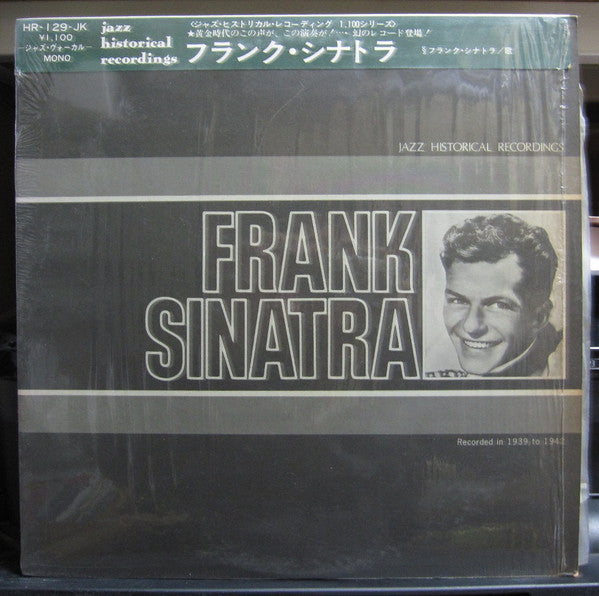 HR-129-JK
¥1,100
ージャズ・ヴォーカルー
MONO
jazz
historical
recordings
〈ジャズ・ヒストリカル・レコーディング 1,100シリーズ〉
★黄金時代のこの声が、この演奏が!… 幻のレコード登場!
フランク・シナトラ
フランク・シナトラ/歌
JAZZ HISTORICAL RECORDINGS
FRANK
SINATRA
Recorded in 1939 to 1942